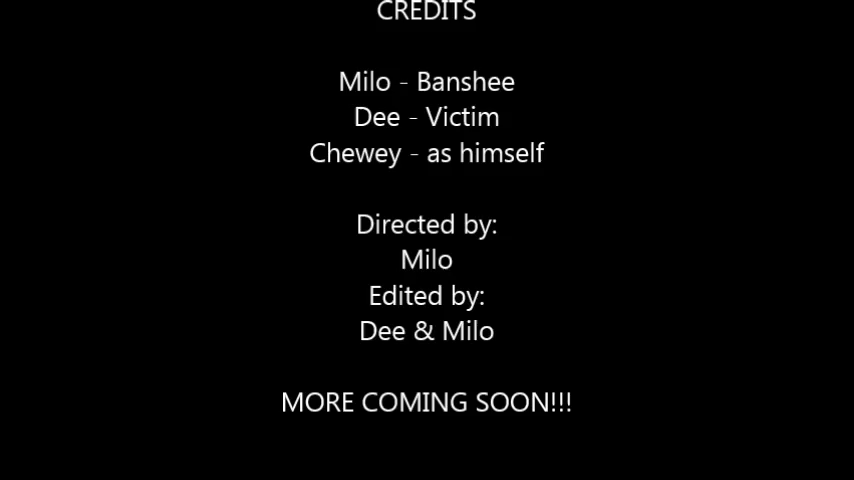 CREDITS
Milo - Banshee
Dee - Victim
Chewey - as himself
Directed by:
Milo
Edited by:
Dee & Milo
MORE COMING SOON!!!